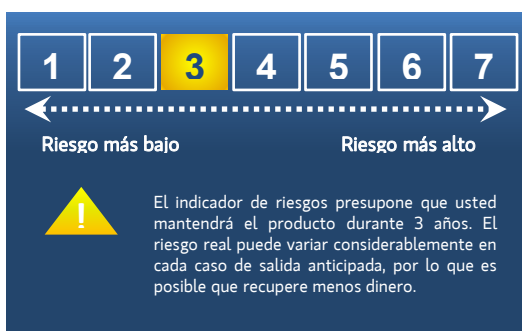 1 2 3 4 5 6 7
Riesgo más bajo Riesgo más alto
!
El indicador de riesgos presupone que usted
mantendrá el producto durante 3 años. El
riesgo real puede variar considerablemente en
cada caso de salida anticipada, por lo que es
posible que recupere menos dinero.